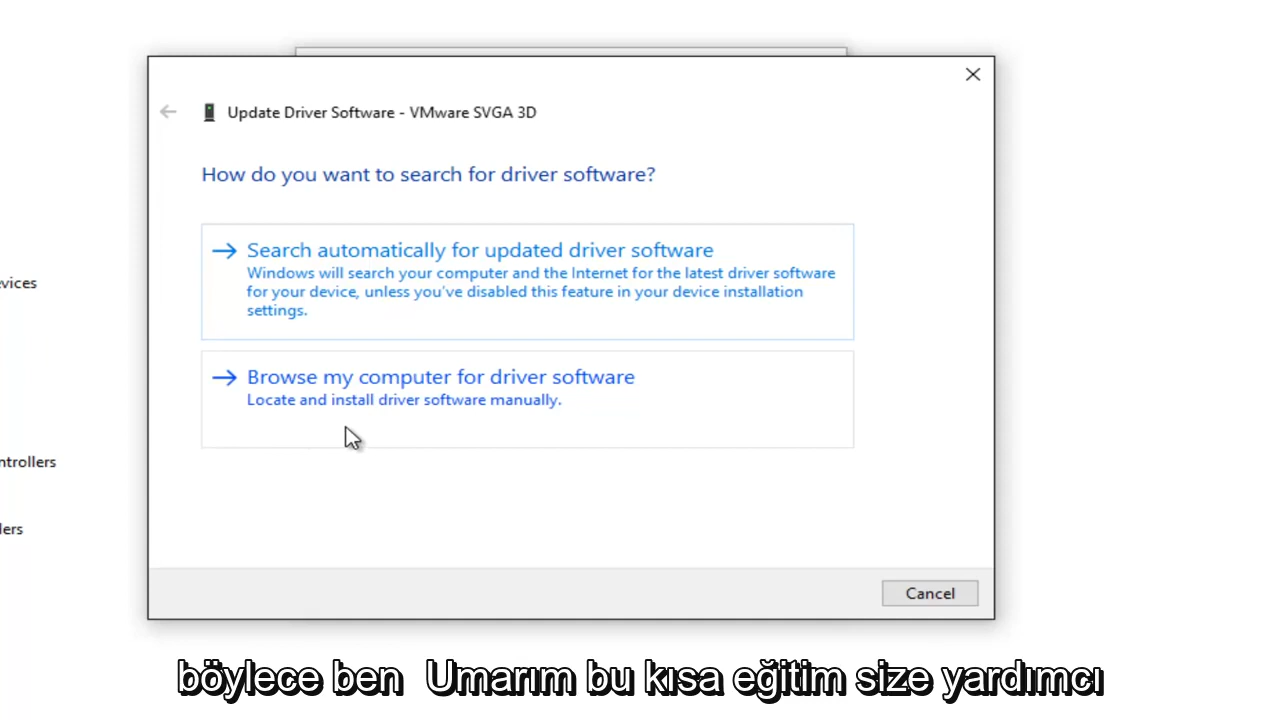 Update Driver Software - VMware SVGA 3D
How do you want to search for driver software?
Search automatically for updated driver software
Windows will search your computer and the Internet for the latest driver software
for your device, unless you've disabled this feature in your device installation
settings.
vices
Browse my computer for driver software
Locate and install driver software manually.
ntrollers
lers
Cancel
böylece ben Umarım bu kısa eğitim size yardımcı